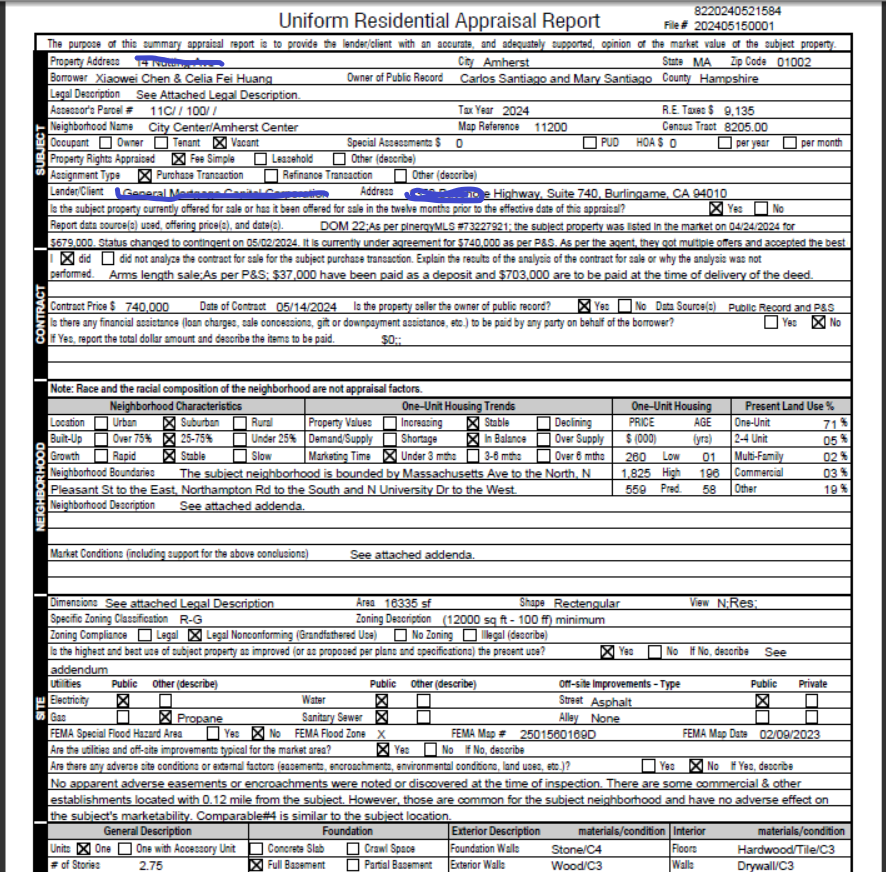 8220240521584
Uniform Residential Appraisal Report File # 202405150001
The purpose of this summary appraisal report is to provide the lender/client with an accurate, and adequately supported, opinion of the market value of the subject property.
SUBJECT
Property Address City Amherst State MA Zip Code 01002
Borrower Xiaowei Chen & Celia Fei Huang Owner of Public Record Carlos Santiago and Mary Santiago County Hampshire
Legal Description See Attached Legal Description.
Assessor's Parcel # 11C/ / 100/ / Tax Year 2024 R.E. Taxes $ 9,135
Neighborhood Name City Center/Amherst Center Map Reference 11200 Census Tract 8205.00
Occupant Owner Tenant Vacant Special Assessments $ 0 PUD HOA $ 0 per year per month
Property Rights Appraised Fee Simple Leasehold Other (describe)
Assignment Type Purchase Transaction Refinance Transaction Other (describe)
Lender/Client General Mortgage Capital Corporation Address Highway, Suite 740, Burlingame, CA 94010
Is the subject property currently offered for sale or has it been offered for sale in the twelve months prior to the effective date of this appraisal? Yes No
Report data source(s) used, offering price(s), and date(s). DOM 22;As per pinergyMLS #73227921; the subject property was listed in the market on 04/24/2024 for
$679,000. Status changed to contingent on 05/02/2024. It is currently under agreement for $740,000 as per P&S. As per the agent, they got multiple offers and accepted the best
CONTRACT
I did did not analyze the contract for sale for the subject purchase transaction. Explain the results of the analysis of the contract for sale or why the analysis was not
performed. Arms length sale;As per P&S; $37,000 have been paid as a deposit and $703,000 are to be paid at the time of delivery of the deed.
Contract Price $ 740,000 Date of Contract 05/14/2024 Is the property seller the owner of public record? Yes No Data Source(s) Public Record and P&S
Is there any financial assistance (loan charges, sale concessions, gift or downpayment assistance, etc.) to be paid by any party on behalf of the borrower? Yes No
If Yes, report the total dollar amount and describe the items to be paid. $0;;
NEIGHBORHOOD
Note: Race and the racial composition of the neighborhood are not appraisal factors.
Neighborhood Characteristics One-Unit Housing Trends One-Unit Housing Present Land Use %
Location Urban Suburban Rural Property Values Increasing Stable Declining PRICE AGE One-Unit 71 %
Built-Up Over 75% 25-75% Under 25% Demand/Supply Shortage In Balance Over Supply $ (000) (yrs) 2-4 Unit 05 %
Growth Rapid Stable Slow Marketing Time Under 3 mths 3-6 mths Over 6 mths 260 Low 01 Multi-Family 02 %
Neighborhood Boundaries The subject neighborhood is bounded by Massachusetts Ave to the North, N 1,825 High 196 Commercial 03 %
Pleasant St to the East, Northampton Rd to the South and N University Dr to the West. 559 Pred. 58 Other 19 %
Neighborhood Description See attached addenda.
Market Conditions (including support for the above conclusions) See attached addenda.
SITE
Dimensions See attached Legal Description Area 16335 sf Shape Rectengular View N;Res;
Specific Zoning Classification R-G Zoning Description (12000 sq ft - 100 ff) minimum
Zoning Compliance Legal Legal Nonconforming (Grandfathered Use) No Zoning Illegal (describe)
Is the highest and best use of subject property as improved (or as proposed per plans and specifications) the present use? Yes No If No, describe See
addendum
Utilities Public Other (describe) Public Other (describe) Off-site Improvements - Type Public Private
Electricity Water Street Asphalt
Gas Propane Sanitary Sewer Alley None
FEMA Special Flood Hazard Area Yes No FEMA Flood Zone X FEMA Map # 2501560169D FEMA Map Date 02/09/2023
Are the utilities and off-site improvements typical for the market area? Yes No If No, describe
Are there any adverse site conditions or external factors (easements, encroachments, environmental conditions, land uses, etc.)? Yes No If Yes, describe
No apparent adverse easements or encroachments were noted or discovered at the time of inspection. There are some commercial & other
establishments located with 0.12 mile from the subject. However, those are common for the subject neighborhood and have no adverse effect on
the subject's marketability. Comparable#4 is similar to the subject location.
General Description Foundation Exterior Description materials/condition Interior materials/condition
Units One One with Accessory Unit Concrete Slab Crawl Space Foundation Walls Stone/C4 Floors Hardwood/Tile/C3
# of Stories 2.75 Full Basement Partial Basement Exterior Walls Wood/C3 Walls Drywall/C3